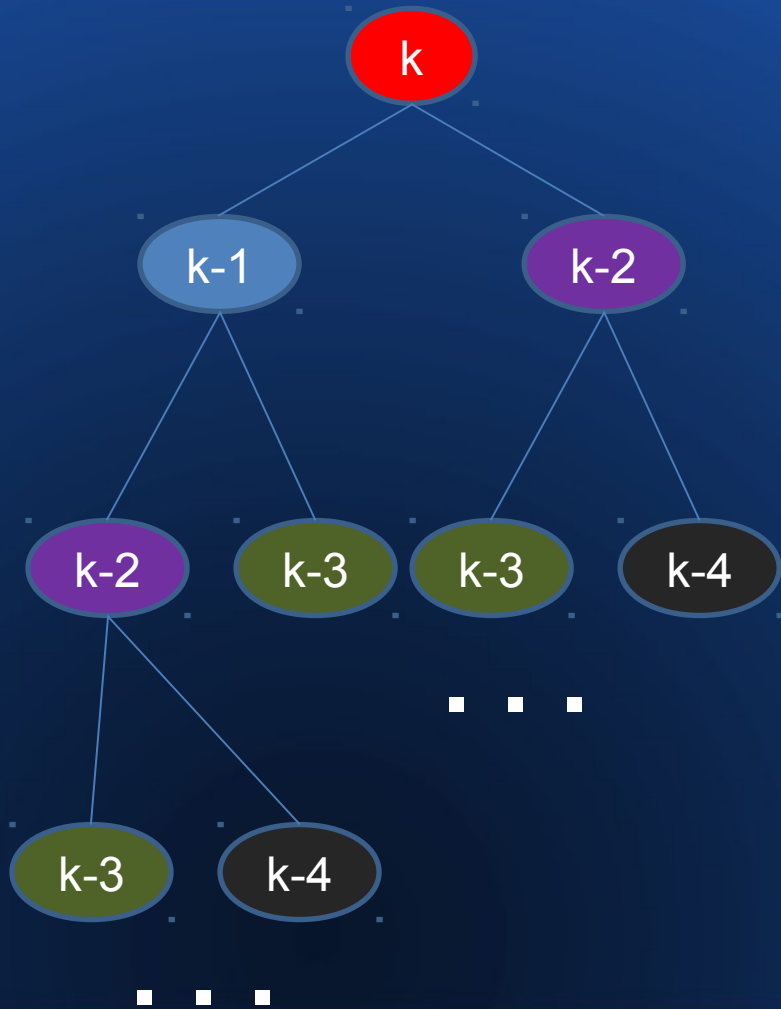 k
k-1 k-2
k-2 k-3 k-3 k-4
. . .
k-3 k-4
. . .